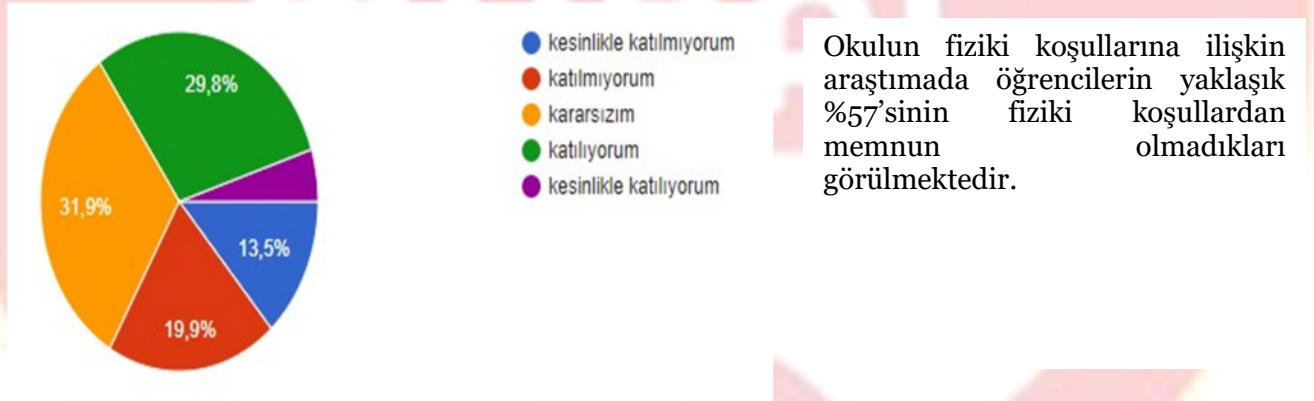 29,8%
31,9%
13,5%
19,9%
kesinlikle katılmıyorum
katılmıyorum
kararsızım
katılıyorum
kesinlikle katılıyorum
Okulun fiziki koşullarına ilişkin
araştımada öğrencilerin yaklaşık
%57’sinin fiziki koşullardan
memnun olmadıkları
görülmektedir.